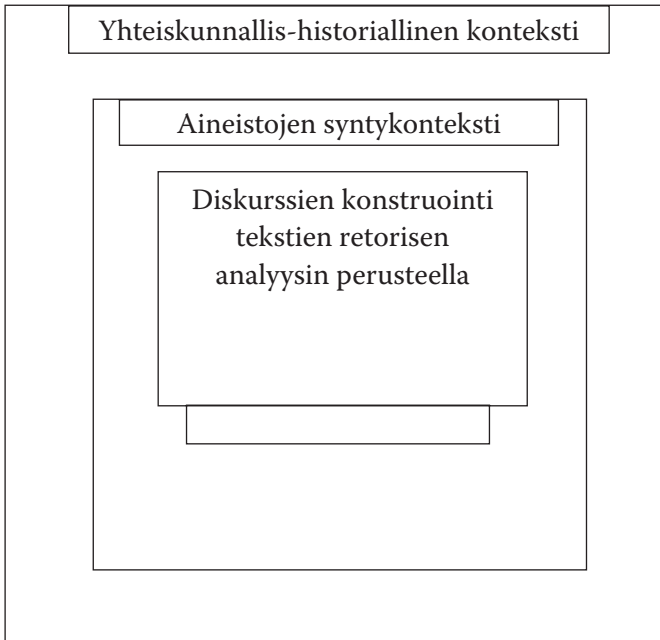 Yhteiskunnallis-historiallinen konteksti
Aineistojen syntykonteksti
Diskurssien konstruointi
tekstien retorisen
analyysin perusteella